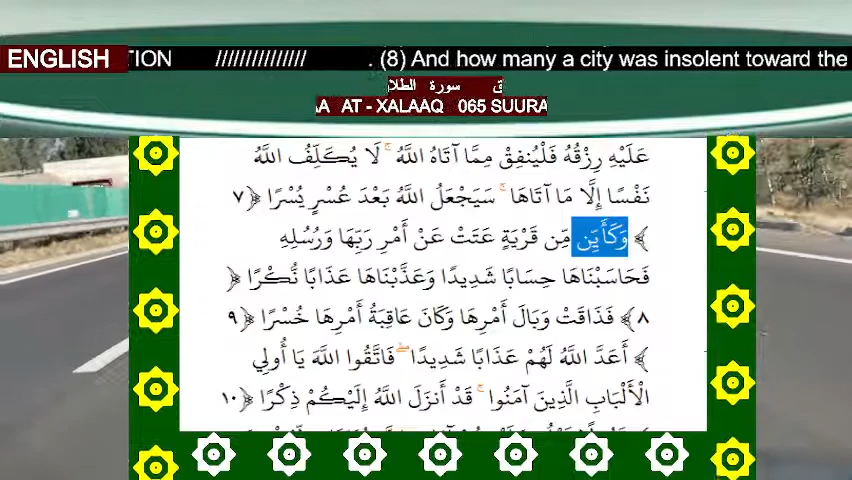 ENGLISH TION /////////////// . (8) And how many a city was insolent toward the
ق سورة الطلا
AA AT - XALAAQ 065 SUURA
عَلَيْهِ رِزْقُهُ فَلْيُنفِقْ مِمَّا آتَاهُ اللَّهُ ۚ لَا يُكَلِّفُ اللَّهُ
نَفْسًا إِلَّا مَا آتَاهَا ۚ سَيَجْعَلُ اللَّهُ بَعْدَ عُسْرٍ يُسْرًا ﴿٧
﴾ وَكَأَيِّن مِّن قَرْيَةٍ عَتَتْ عَنْ أَمْرِ رَبِّهَا وَرُسُلِهِ
فَحَاسَبْنَاهَا حِسَابًا شَدِيدًا وَعَذَّبْنَاهَا عَذَابًا نُّكْرًا ﴿
٨﴾ فَذَاقَتْ وَبَالَ أَمْرِهَا وَكَانَ عَاقِبَةُ أَمْرِهَا خُسْرًا ﴿٩
﴾ أَعَدَّ اللَّهُ لَهُمْ عَذَابًا شَدِيدًا ۖ فَاتَّقُوا اللَّهَ يَا أُولِي
الْأَلْبَابِ الَّذِينَ آمَنُوا ۚ قَدْ أَنزَلَ اللَّهُ إِلَيْكُمْ ذِكْرًا ﴿١٠